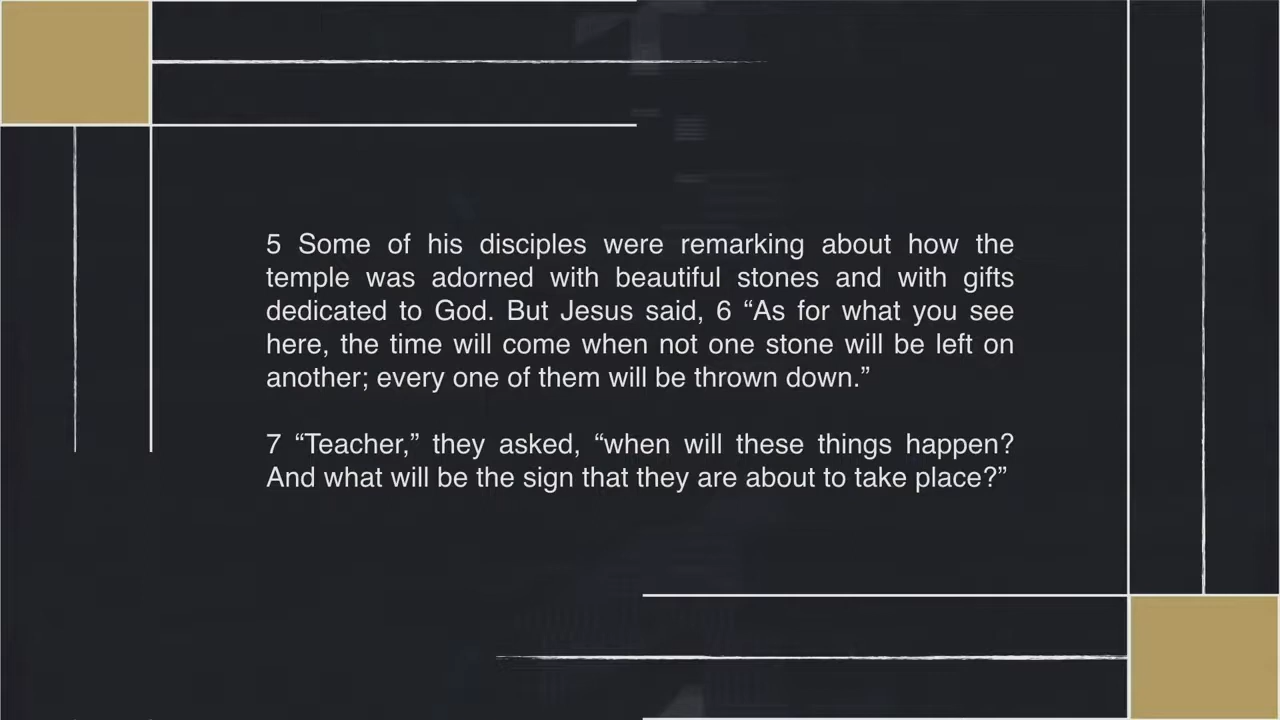 5 Some of his disciples were remarking about how the
temple was adorned with beautiful stones and with gifts
dedicated to God. But Jesus said, 6 “As for what you see
here, the time will come when not one stone will be left on
another; every one of them will be thrown down.”
7 “Teacher,” they asked, “when will these things happen?
And what will be the sign that they are about to take place?”